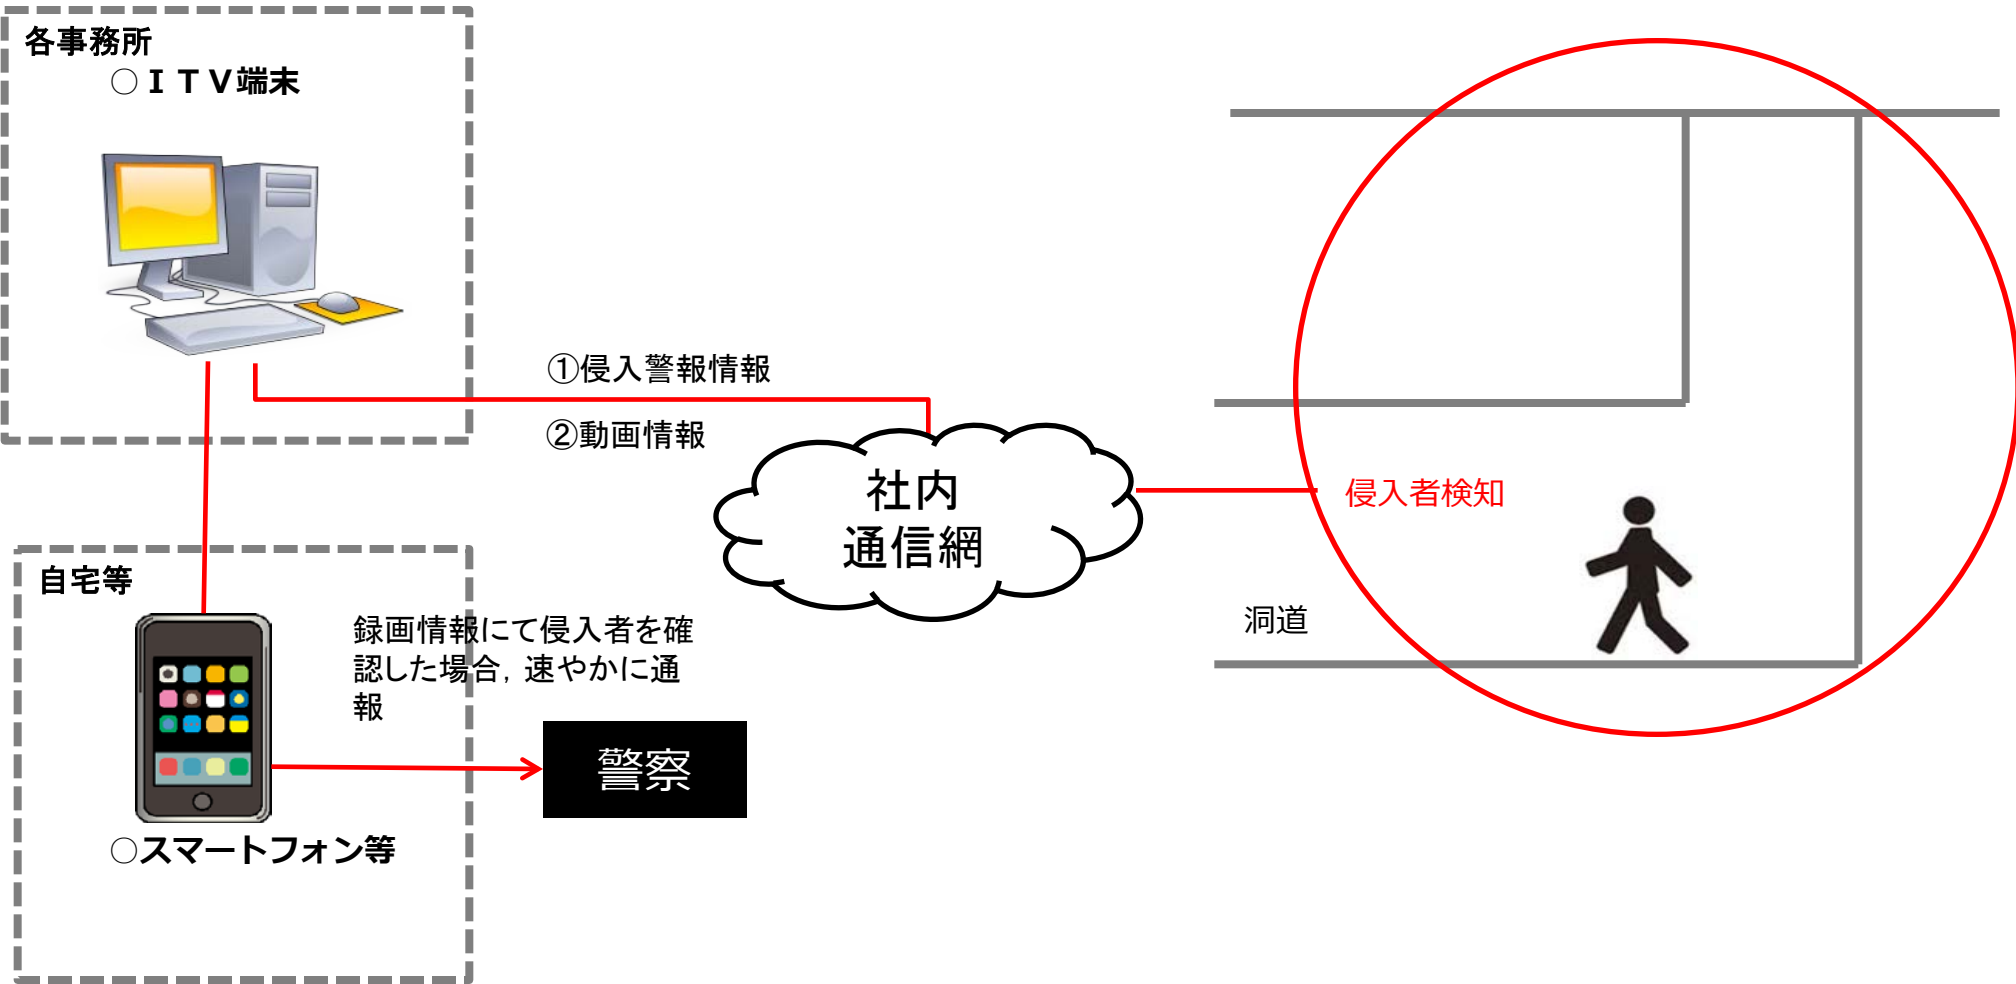 各事務所
○ＩＴＶ端末
①侵入警報情報
②動画情報
社内
通信網
侵入者検知
洞道
自宅等
録画情報にて侵入者を確
認した場合，速やかに通
報
警察
○スマートフォン等